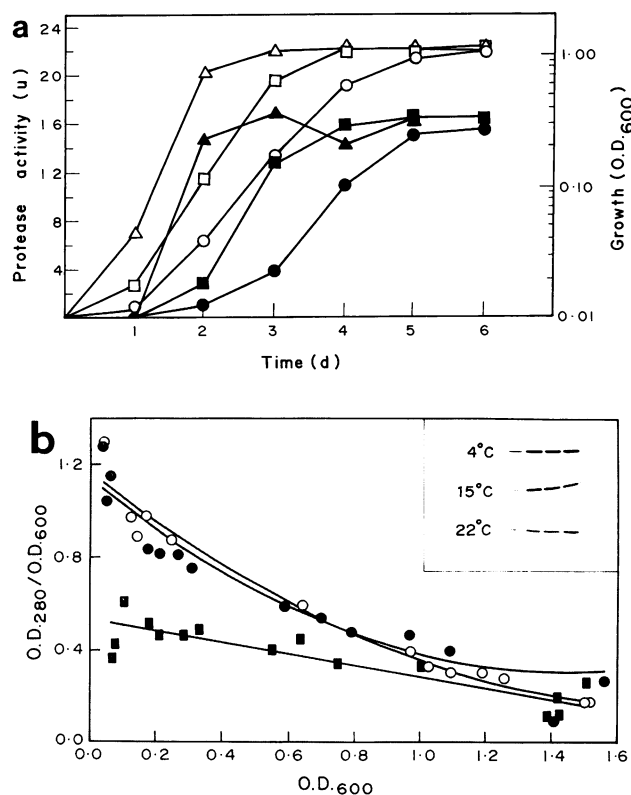 a
24
20
16
12
8
4
Protease activity (u)
1 2 3 4 5 6
Time (d)
1·00
0·10
0·01
Growth (O.D.600)
b
1·2
0·8
0·4
0·0
O.D.280/O.D.600
0·0 0·2 0·4 0·6 0·8 1·0 1·2 1·4 1·6
O.D.600
4°C
15°C
22°C